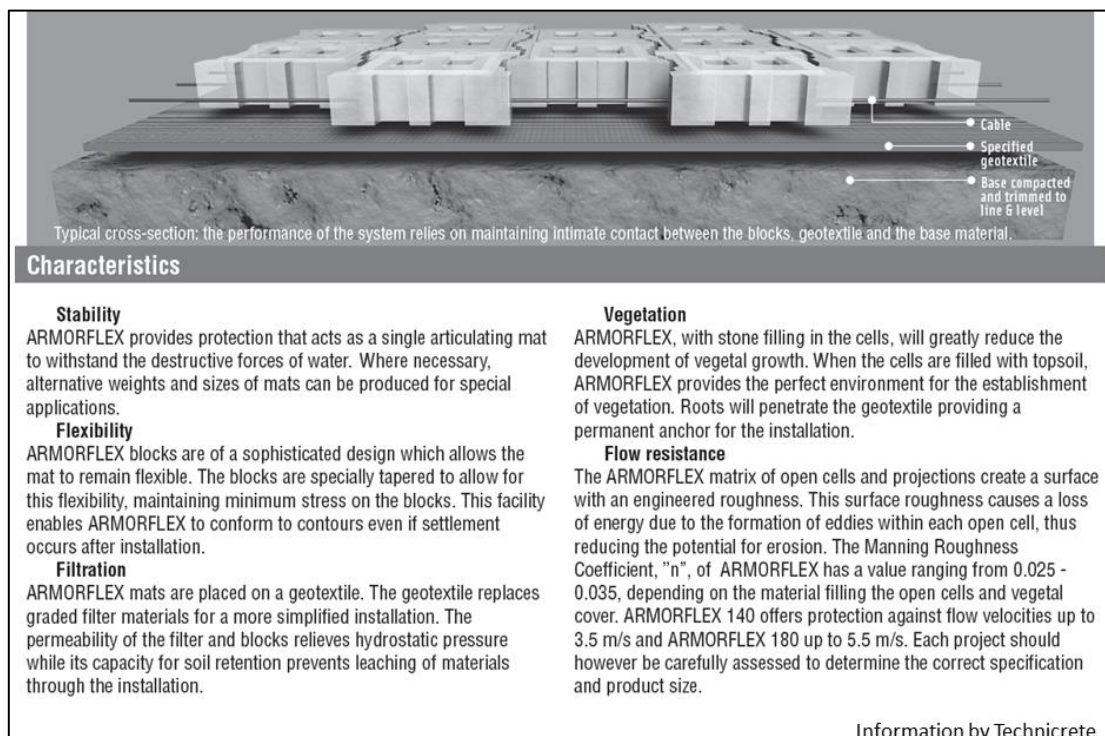 Cable
Specified
geotextile
Base compacted
and trimmed to
line & level
Typical cross-section: the performance of the system relies on maintaining intimate contact between the blocks, geotextile and the base material.
Characteristics
Stability
ARMORFLEX provides protection that acts as a single articulating mat
to withstand the destructive forces of water. Where necessary,
alternative weights and sizes of mats can be produced for special
applications.
Flexibility
ARMORFLEX blocks are of a sophisticated design which allows the
mat to remain flexible. The blocks are specially tapered to allow for
this flexibility, maintaining minimum stress on the blocks. This facility
enables ARMORFLEX to conform to contours even if settlement
occurs after installation.
Filtration
ARMORFLEX mats are placed on a geotextile. The geotextile replaces
graded filter materials for a more simplified installation. The
permeability of the filter and blocks relieves hydrostatic pressure
while its capacity for soil retention prevents leaching of materials
through the installation.
Vegetation
ARMORFLEX, with stone filling in the cells, will greatly reduce the
development of vegetal growth. When the cells are filled with topsoil,
ARMORFLEX provides the perfect environment for the establishment
of vegetation. Roots will penetrate the geotextile providing a
permanent anchor for the installation.
Flow resistance
The ARMORFLEX matrix of open cells and projections create a surface
with an engineered roughness. This surface roughness causes a loss
of energy due to the formation of eddies within each open cell, thus
reducing the potential for erosion. The Manning Roughness
Coefficient, ”n”, of ARMORFLEX has a value ranging from 0.025 -
0.035, depending on the material filling the open cells and vegetal
cover. ARMORFLEX 140 offers protection against flow velocities up to
3.5 m/s and ARMORFLEX 180 up to 5.5 m/s. Each project should
however be carefully assessed to determine the correct specification
and product size.
Information by Technicrete